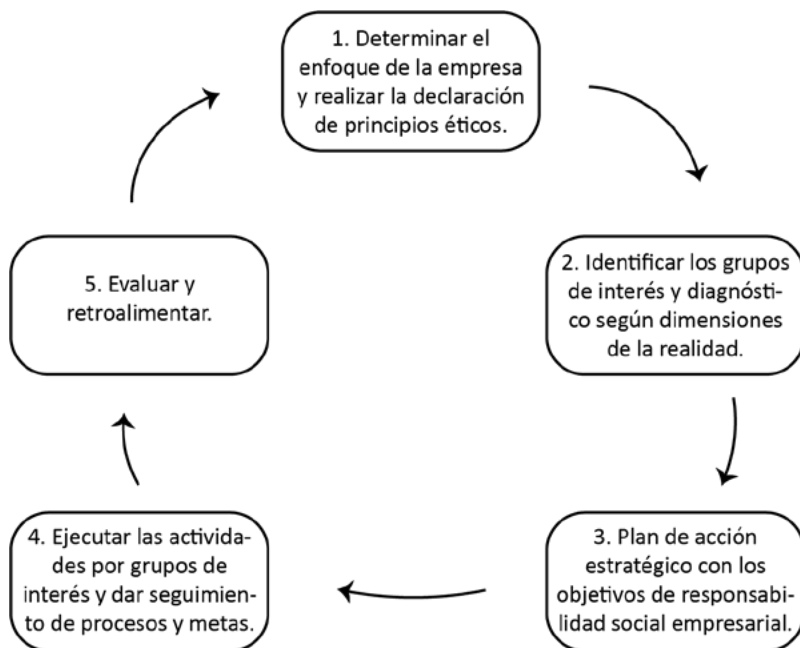 1. Determinar el
enfoque de la empresa
y realizar la declaración
de principios éticos.
2. Identificar los grupos
de interés y diagnósti-
co según dimensiones
de la realidad.
3. Plan de acción
estratégico con los
objetivos de responsabi-
lidad social empresarial.
4. Ejecutar las activida-
des por grupos de
interés y dar seguimien-
to de procesos y metas.
5. Evaluar y
retroalimentar.